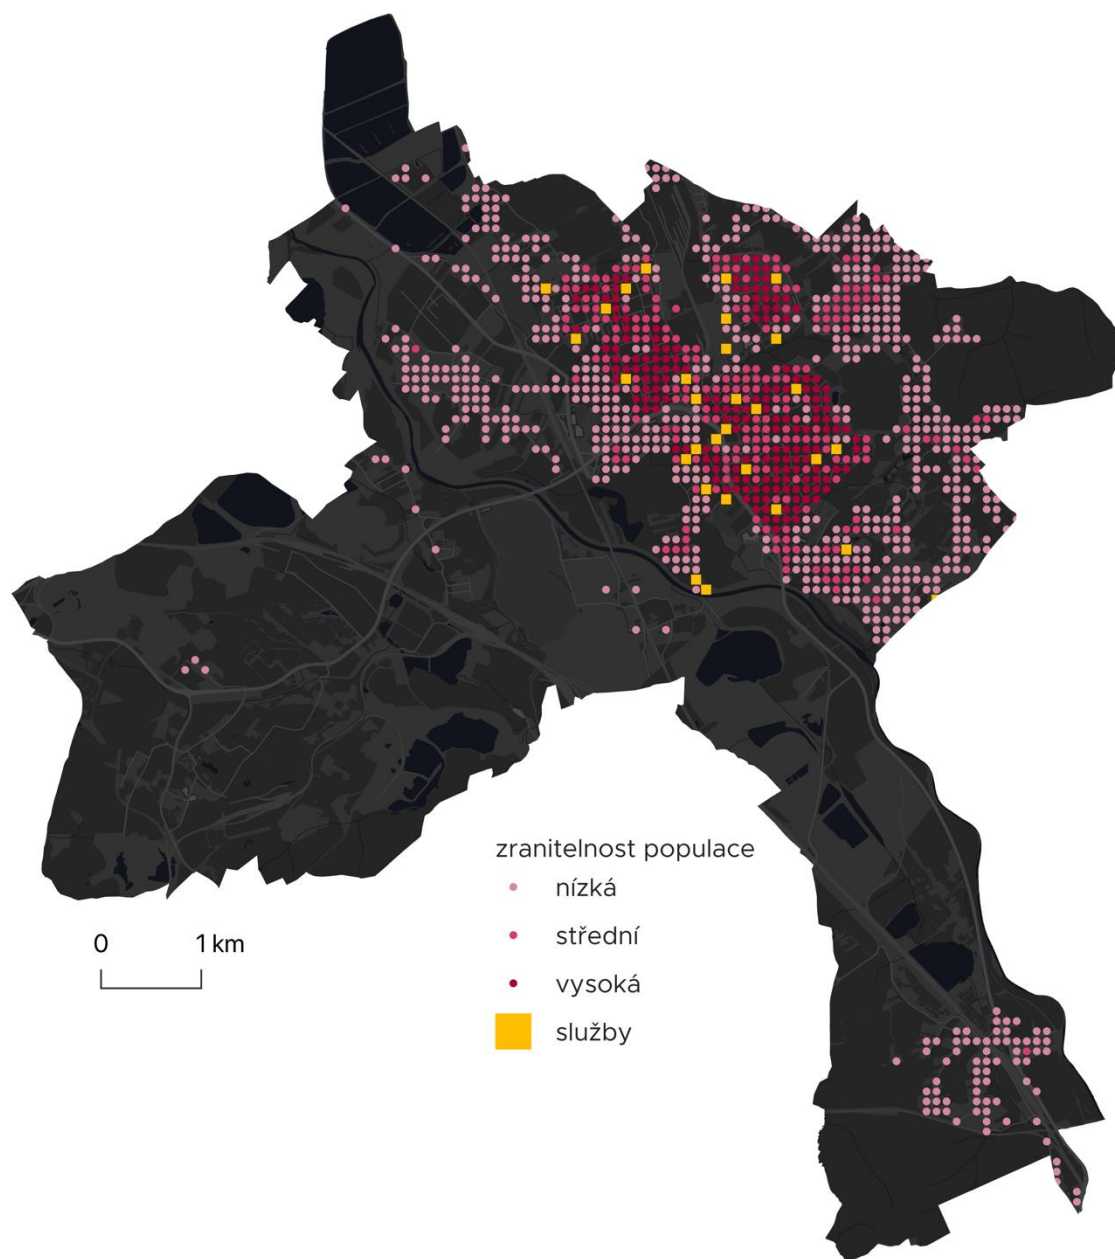 zranitelnost populace
nízká
střední
vysoká
služby
0 1 km